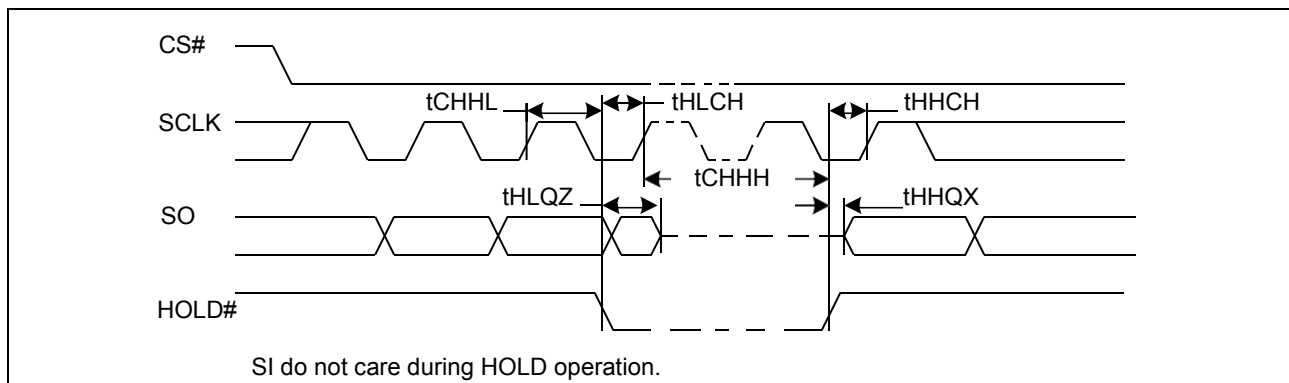 CS#
tCHHL
tHLCH
tHHCH
SCLK
tCHHH
tHLQZ
tHHQX
SO
HOLD#
SI do not care during HOLD operation.